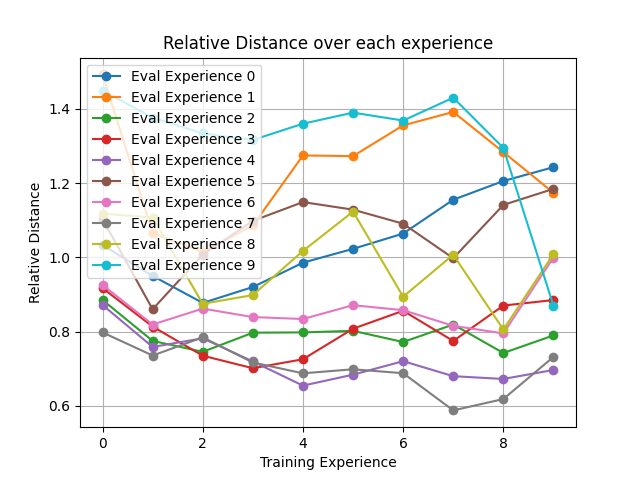 Relative Distance over each experience
Eval Experience 0
Eval Experience 1
Eval Experience 2
Eval Experience 3
Eval Experience 4
Eval Experience 5
Eval Experience 6
Eval Experience 7
Eval Experience 8
Eval Experience 9
Relative Distance
1.4
1.2
1.0
0.8
0.6
0 2 4 6 8
Training Experience